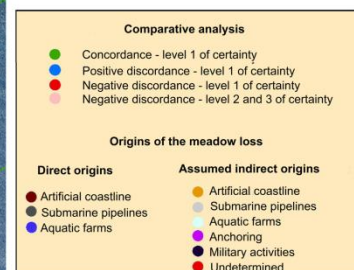 Comparative analysis
Concordance - level 1 of certainty
Positive discordance - level 1 of certainty
Negative discordance - level 1 of certainty
Negative discordance - level 2 and 3 of certainty
Origins of the meadow loss
Direct origins
Artificial coastline
Submarine pipelines
Aquatic farms
Assumed indirect origins
Artificial coastline
Submarine pipelines
Aquatic farms
Anchoring
Military activities
Undetermined